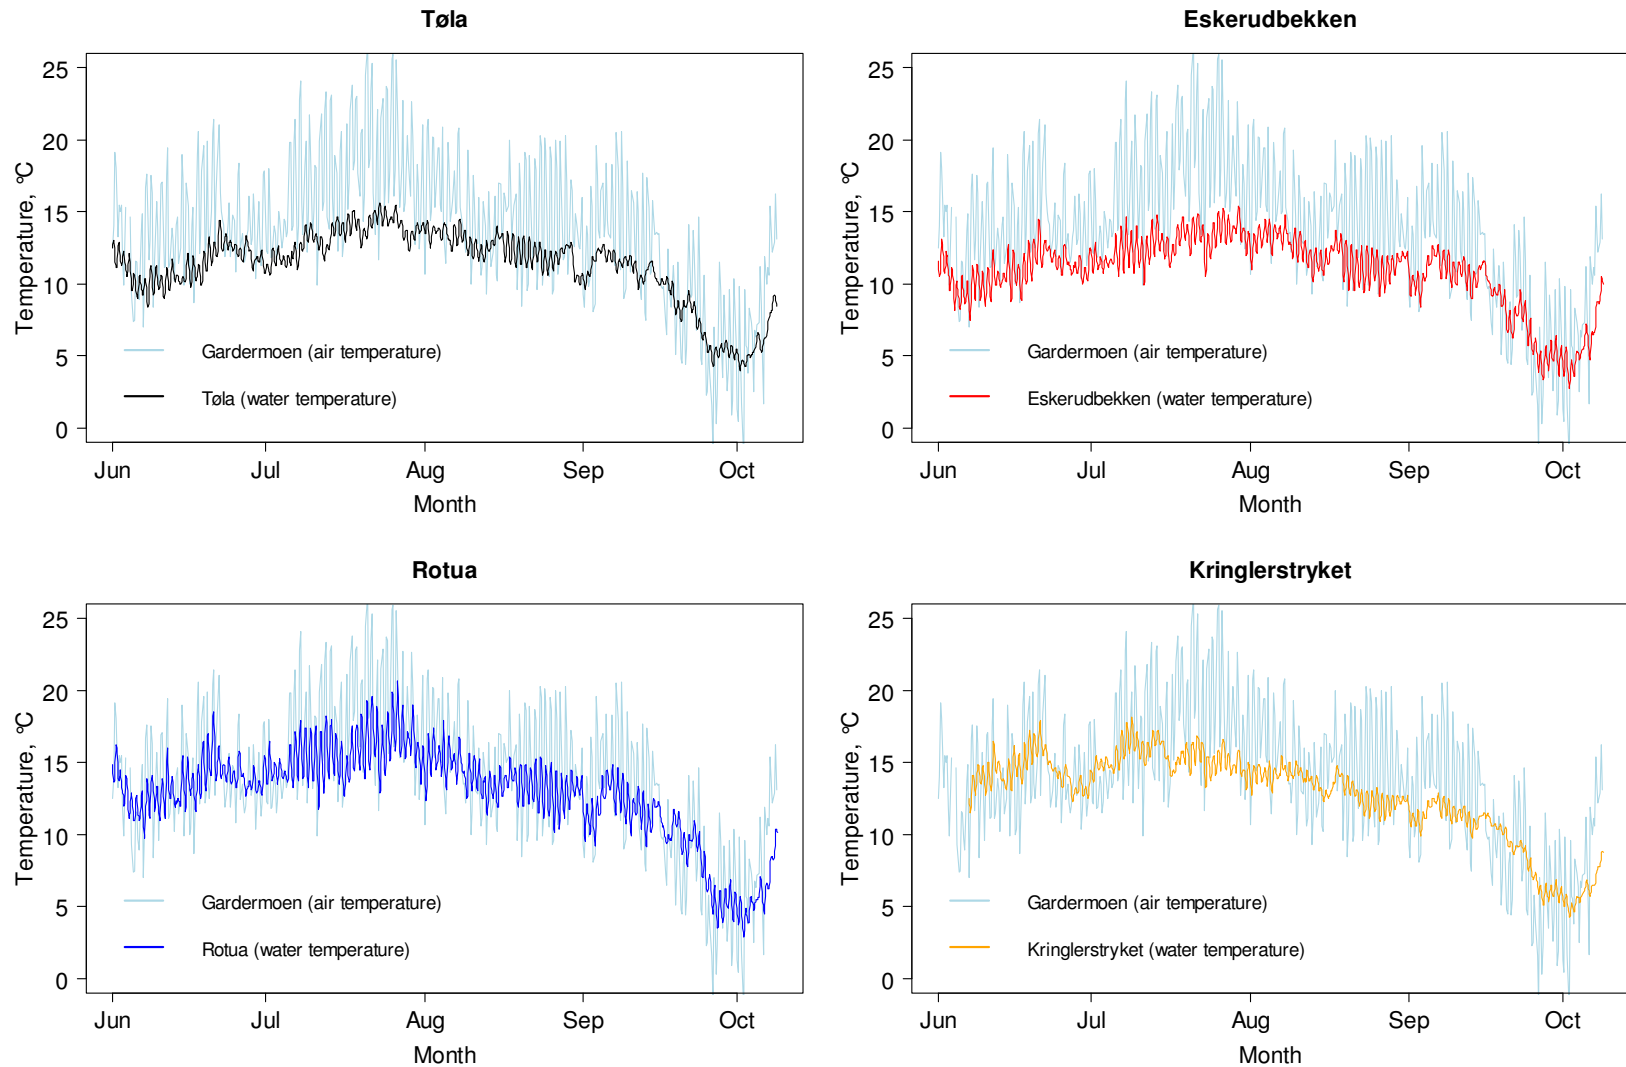 Tøla
Temperature, °C
25
20
15
10
5
0
Gardermoen (air temperature)
Tøla (water temperature)
Jun Jul Aug Sep Oct
Month
Eskerudbekken
Temperature, °C
25
20
15
10
5
0
Gardermoen (air temperature)
Eskerudbekken (water temperature)
Jun Jul Aug Sep Oct
Month
Rotua
Temperature, °C
25
20
15
10
5
0
Gardermoen (air temperature)
Rotua (water temperature)
Jun Jul Aug Sep Oct
Month
Kringlerstryket
Temperature, °C
25
20
15
10
5
0
Gardermoen (air temperature)
Kringlerstryket (water temperature)
Jun Jul Aug Sep Oct
Month